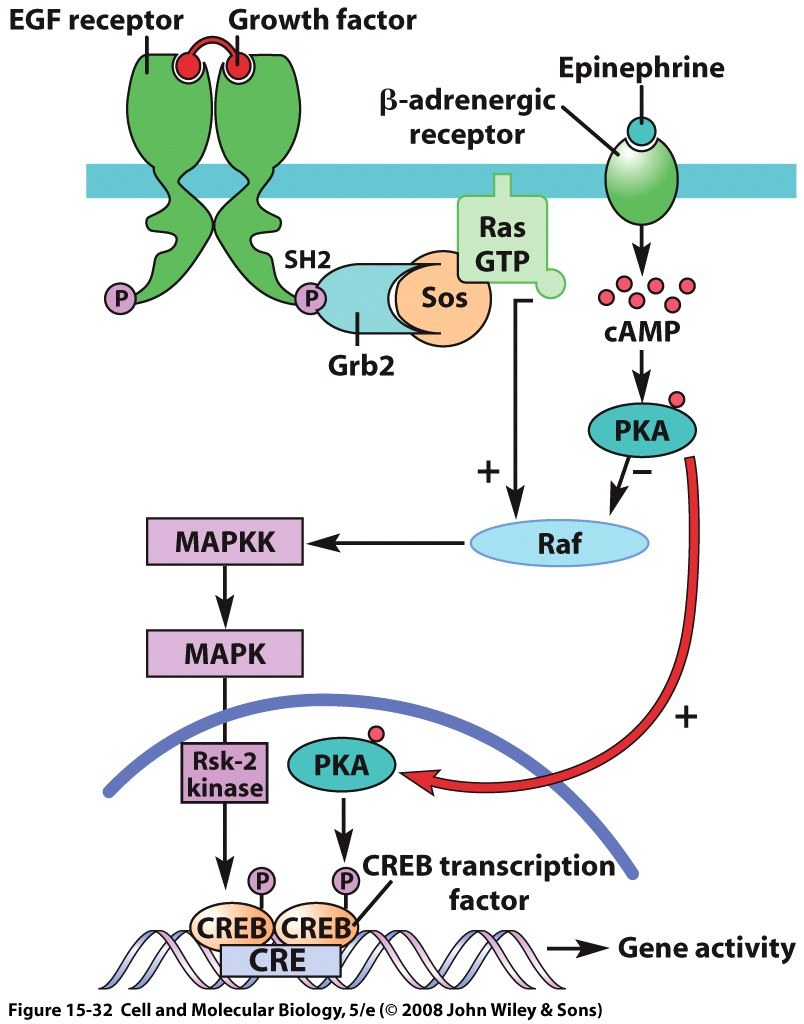 EGF receptor
Growth factor
Epinephrine
β-adrenergic
receptor
Ras
GTP
SH2
P
P
Sos
Grb2
cAMP
PKA
+
–
Raf
MAPKK
MAPK
+
Rsk-2
kinase
PKA
P
P
CREB transcription
factor
CREB
CREB
CRE
Gene activity
Figure 15-32 Cell and Molecular Biology, 5/e (© 2008 John Wiley & Sons)